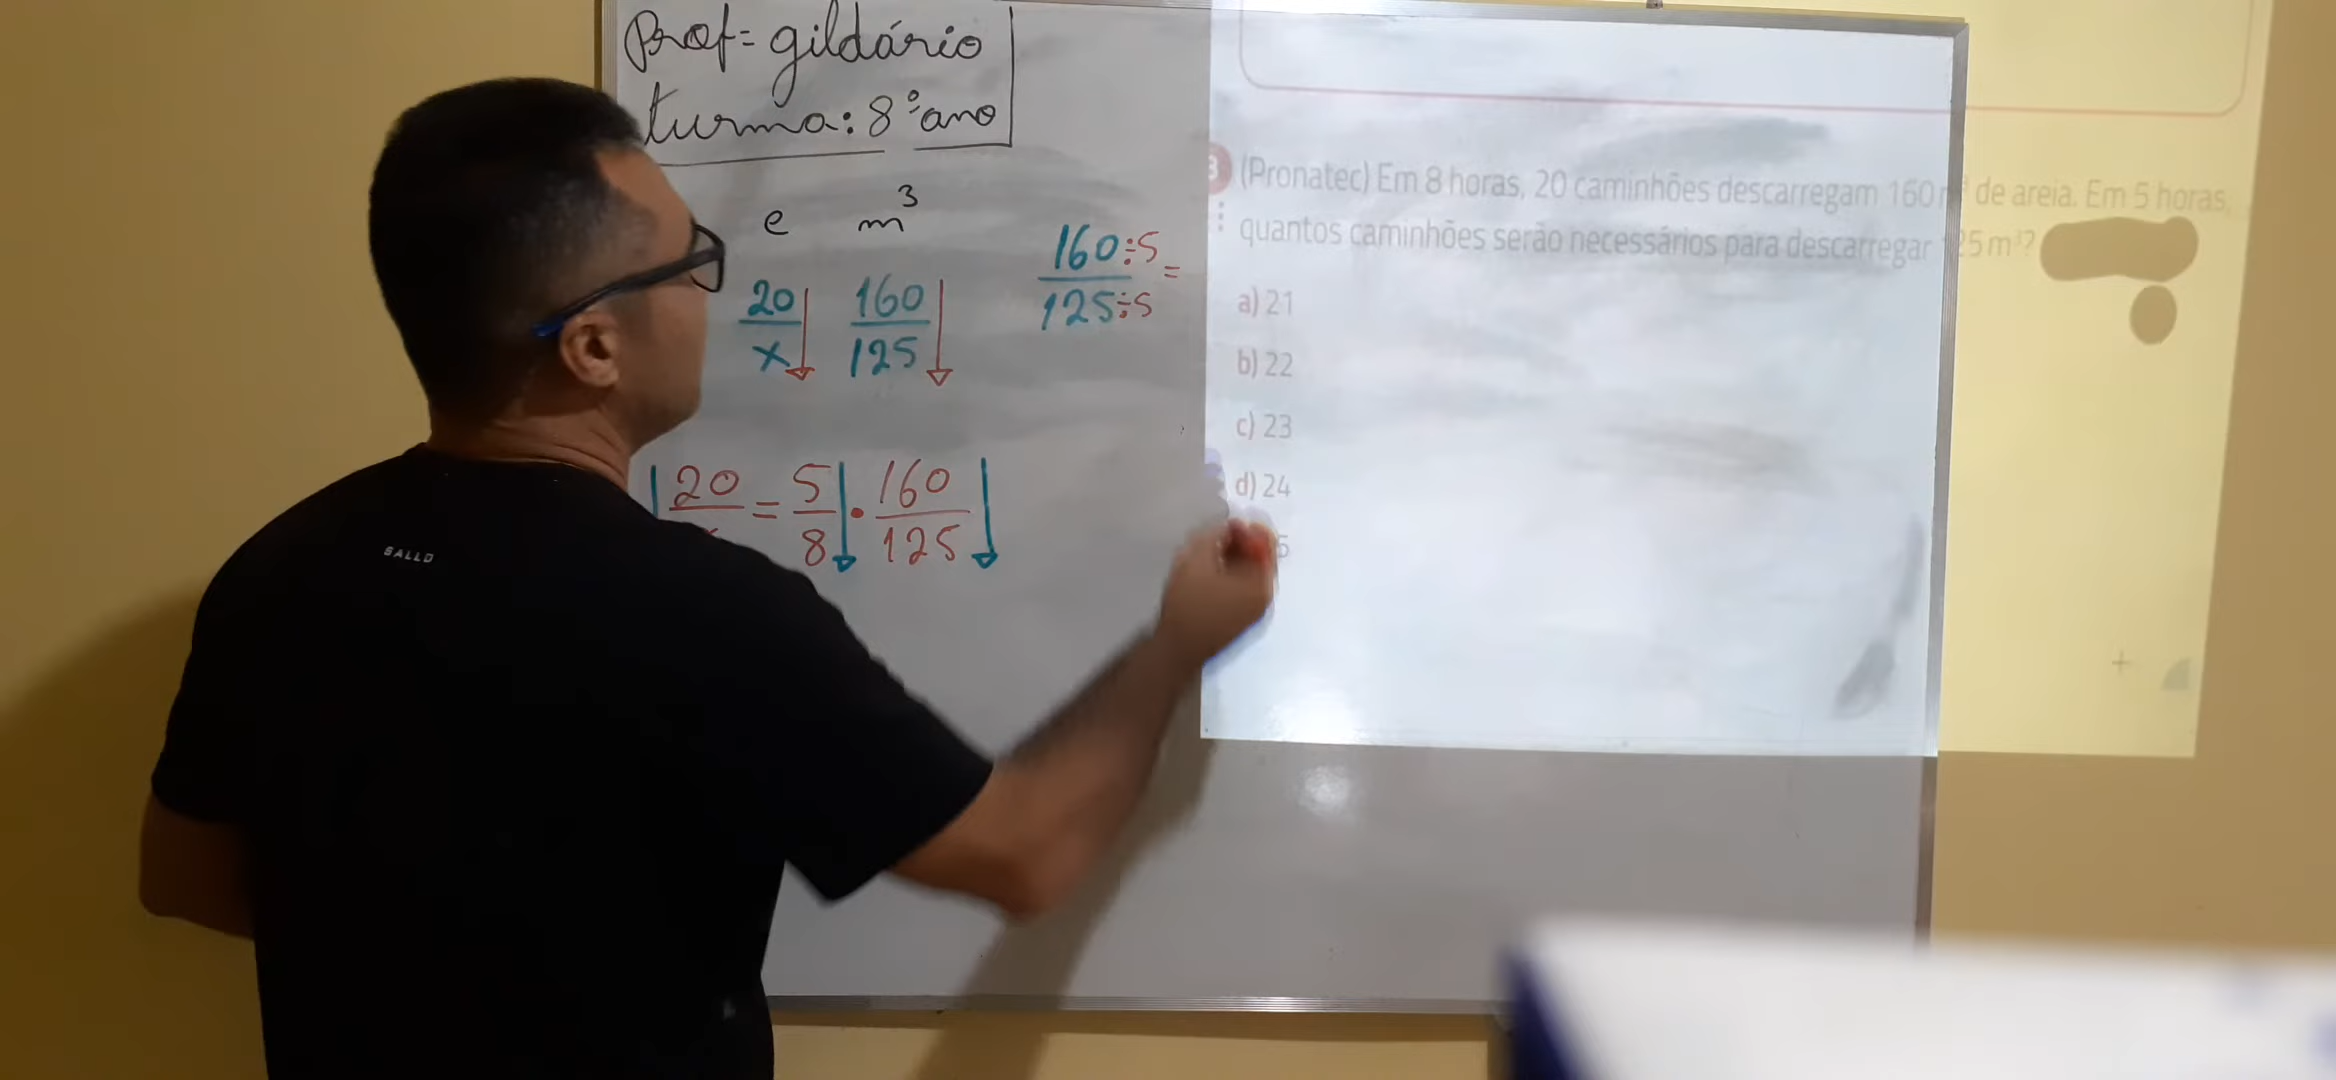 Prof= gildário
turma: 8º ano
e m³
20 160
x 125
160÷5 =
125÷5
20 = 5 · 160
8 125
(Pronatec) Em 8 horas, 20 caminhões descarregam 160 de areia. Em 5 horas,
quantos caminhões serão necessários para descarregar m³?
a) 21
b) 22
c) 23
d) 24
BALLO